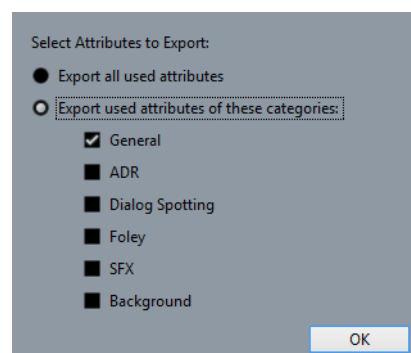 Select Attributes to Export:
Export all used attributes
Export used attributes of these categories:
General
ADR
Dialog Spotting
Foley
SFX
Background
OK